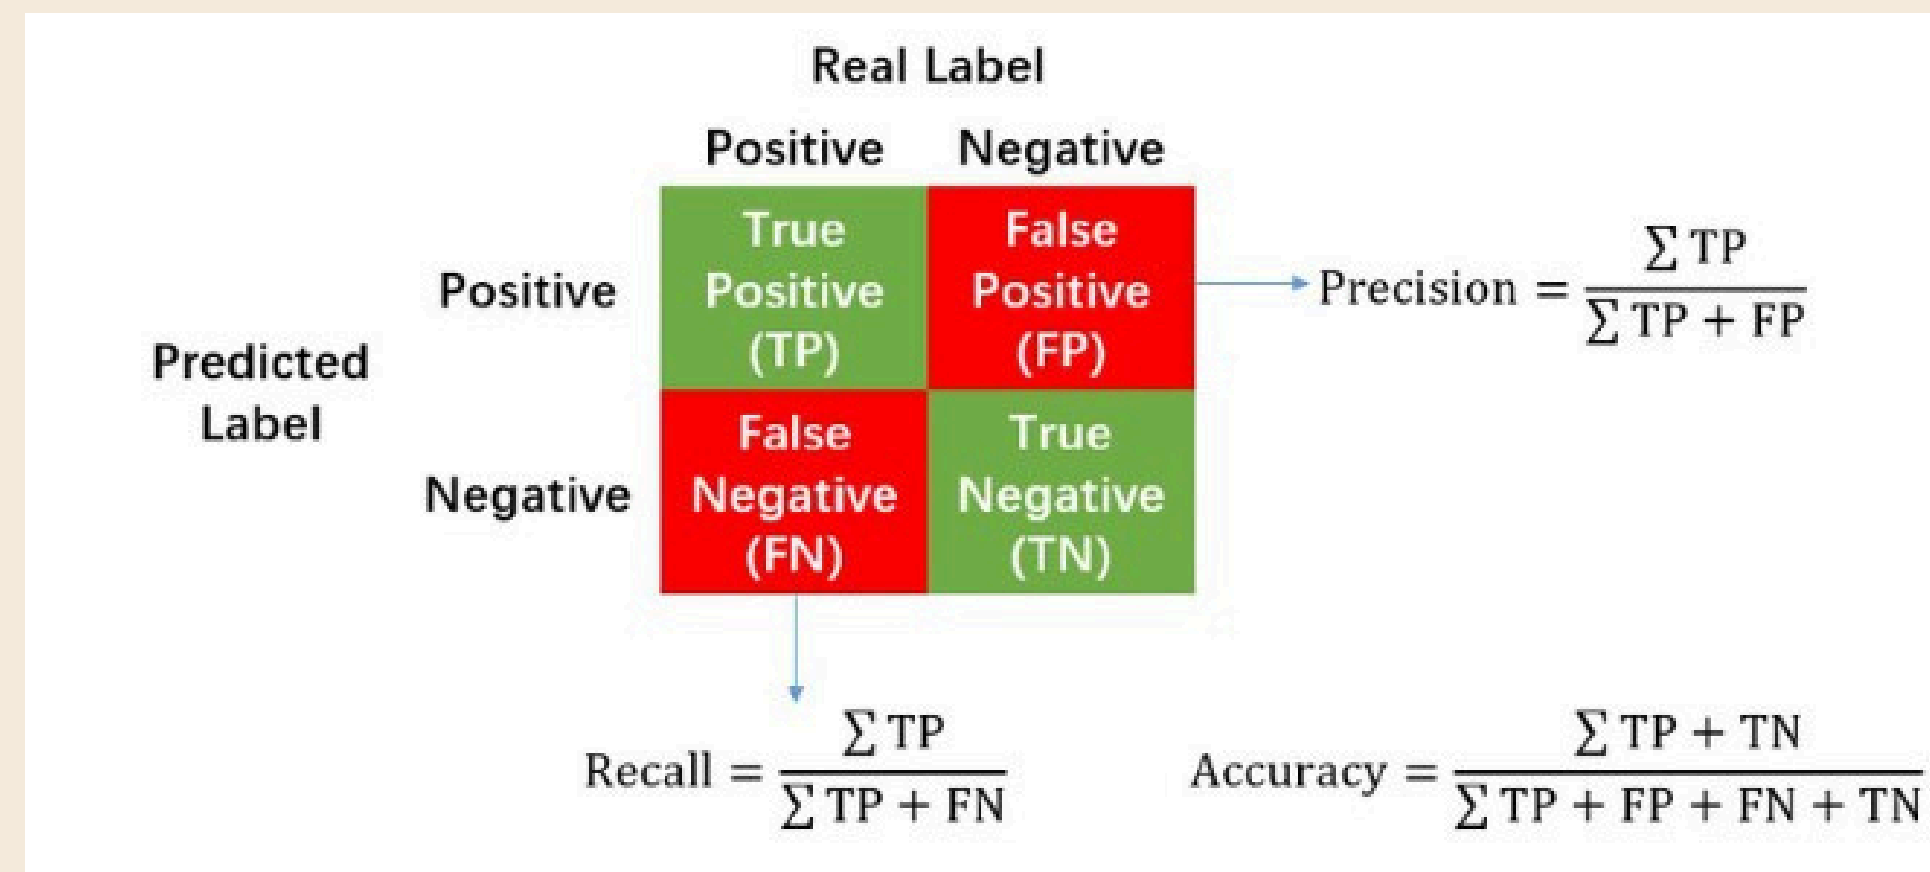 Real Label
Positive Negative
True Positive (TP)
False Positive (FP)
Positive
Precision = ∑ TP / ∑ TP + FP
Predicted Label
False Negative (FN)
True Negative (TN)
Negative
Recall = ∑ TP / ∑ TP + FN
Accuracy = ∑ TP + TN / ∑ TP + FP + FN + TN